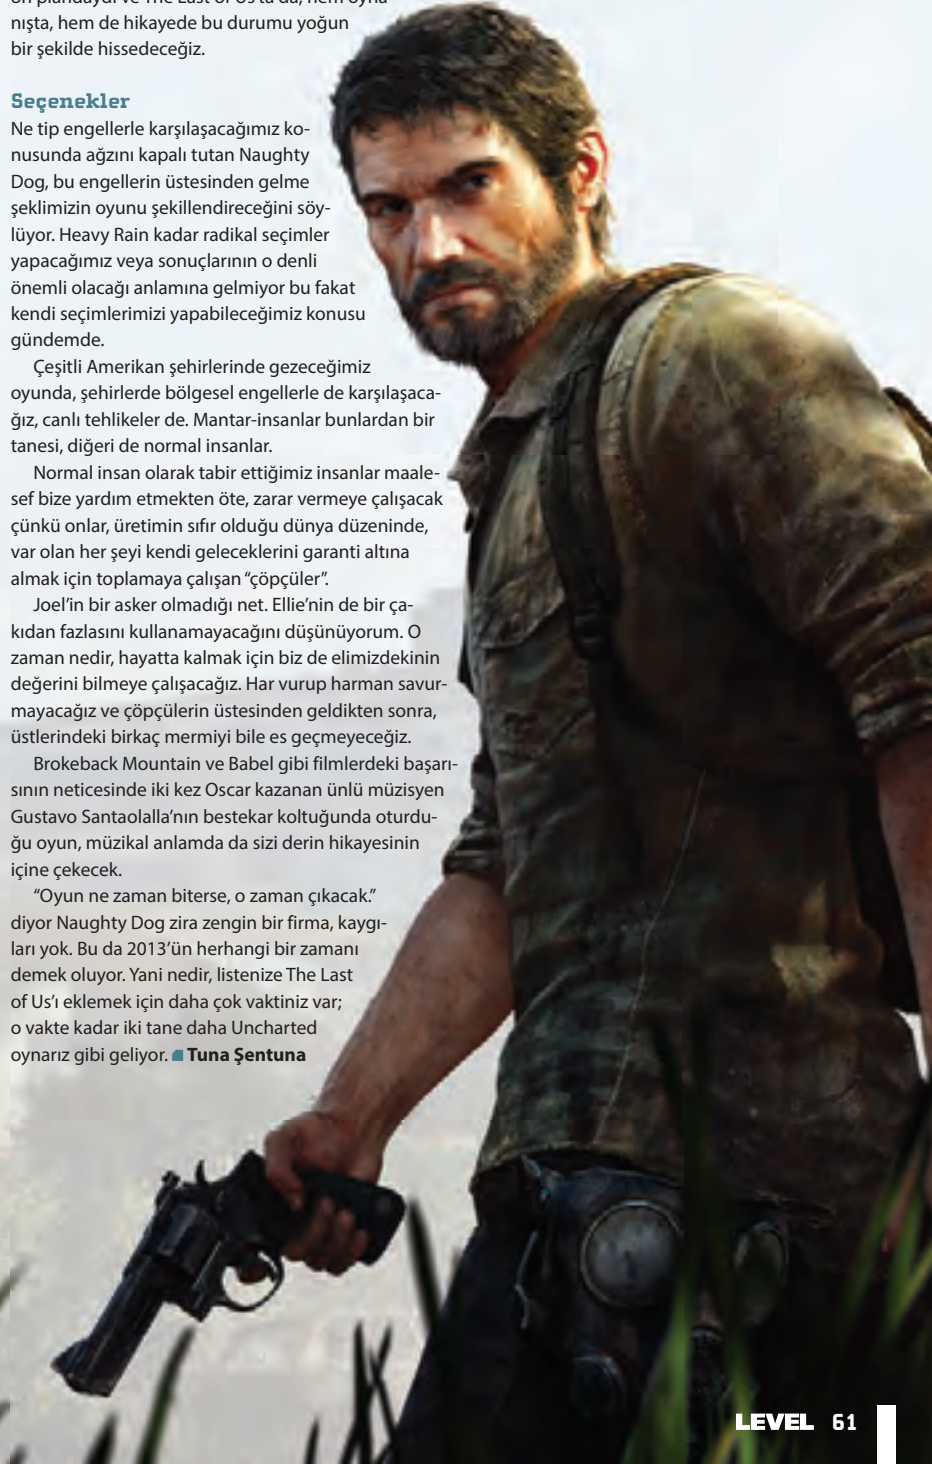 ön plandaydı ve The Last of Us'ta da, hem oyna-
nışta, hem de hikayede bu durumu yoğun
bir şekilde hissedeceğiz.
Seçenekler
Ne tip engellerle karşılaşacağımız ko-
nusunda ağzını kapalı tutan Naughty
Dog, bu engellerin üstesinden gelme
şeklimizin oyunu şekillendireceğini söy-
lüyor. Heavy Rain kadar radikal seçimler
yapacağımız veya sonuçlarının o denli
önemli olacağı anlamına gelmiyor bu fakat
kendi seçimlerimizi yapabileceğimiz konusu
gündemde.
Çeşitli Amerikan şehirlerinde gezeceğimiz
oyunda, şehirlerde bölgesel engellerle de karşılaşaca-
ğız, canlı tehlikeler de. Mantar-insanlar bunlardan bir
tanesi, diğeri de normal insanlar.
Normal insan olarak tabir ettiğimiz insanlar maale-
sef bize yardım etmekten öte, zarar vermeye çalışacak
çünkü onlar, üretimin sıfır olduğu dünya düzeninde,
var olan her şeyi kendi geleceklerini garanti altına
almak için toplamaya çalışan “çöpçüler”.
Joel’in bir asker olmadığı net. Ellie’nin de bir ça-
kıdan fazlasını kullanamayacağını düşünüyorum. O
zaman nedir, hayatta kalmak için biz de elimizdekinin
değerini bilmeye çalışacağız. Har vurup harman savur-
mayacağız ve çöpçülerin üstesinden geldikten sonra,
üstlerindeki birkaç mermiyi bile es geçmeyeceğiz.
Brokeback Mountain ve Babel gibi filmlerdeki başarı-
sının neticesinde iki kez Oscar kazanan ünlü müzisyen
Gustavo Santaolalla’nın bestekar koltuğunda oturdu-
ğu oyun, müzikal anlamda da sizi derin hikayesinin
içine çekecek.
“Oyun ne zaman biterse, o zaman çıkacak.”
diyor Naughty Dog zira zengin bir firma, kaygı-
ları yok. Bu da 2013’ün herhangi bir zamanı
demek oluyor. Yani nedir, listenize The Last
of Us’ı eklemek için daha çok vaktiniz var;
o vakte kadar iki tane daha Uncharted
oynarız gibi geliyor. Tuna Şentuna
LEVEL 61